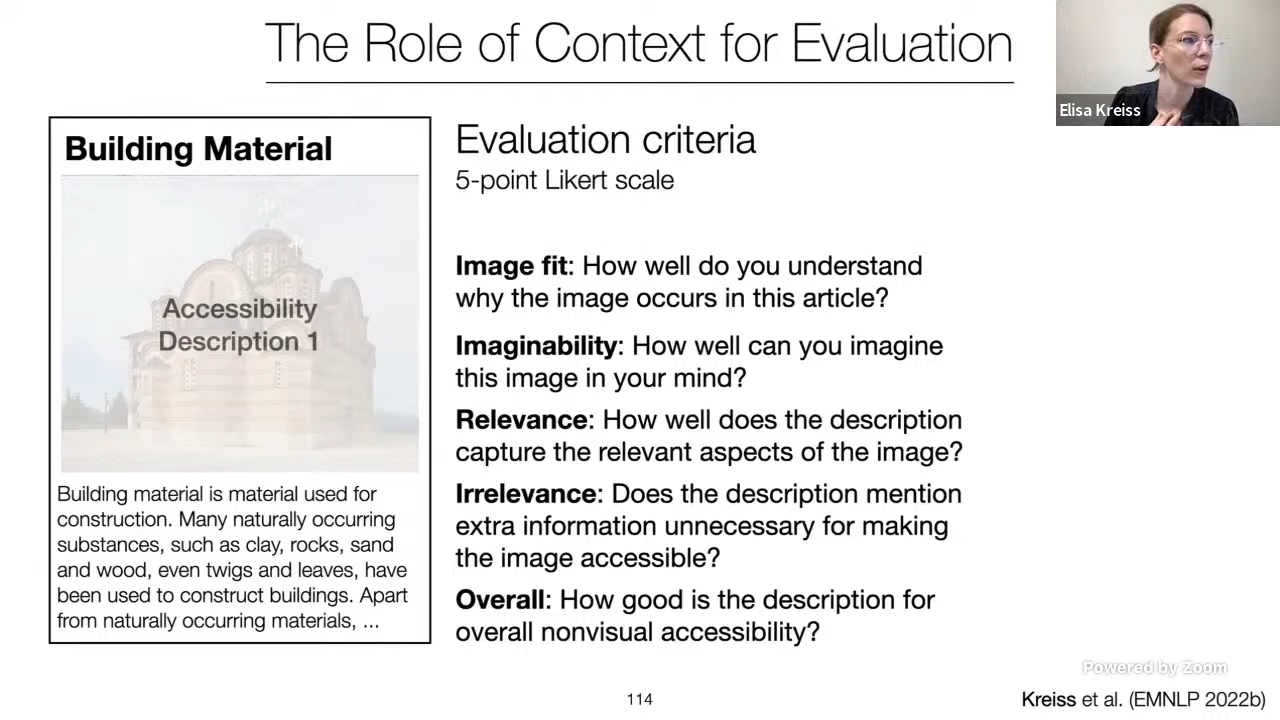 The Role of Context for Evaluation
Elisa Kreiss
Building Material
Accessibility
Description 1
Building material is material used for
construction. Many naturally occurring
substances, such as clay, rocks, sand
and wood, even twigs and leaves, have
been used to construct buildings. Apart
from naturally occurring materials, ...
Evaluation criteria
5-point Likert scale
Image fit: How well do you understand
why the image occurs in this article?
Imaginability: How well can you imagine
this image in your mind?
Relevance: How well does the description
capture the relevant aspects of the image?
Irrelevance: Does the description mention
extra information unnecessary for making
the image accessible?
Overall: How good is the description for
overall nonvisual accessibility?
Powered by Zoom
114
Kreiss et al. (EMNLP 2022b)